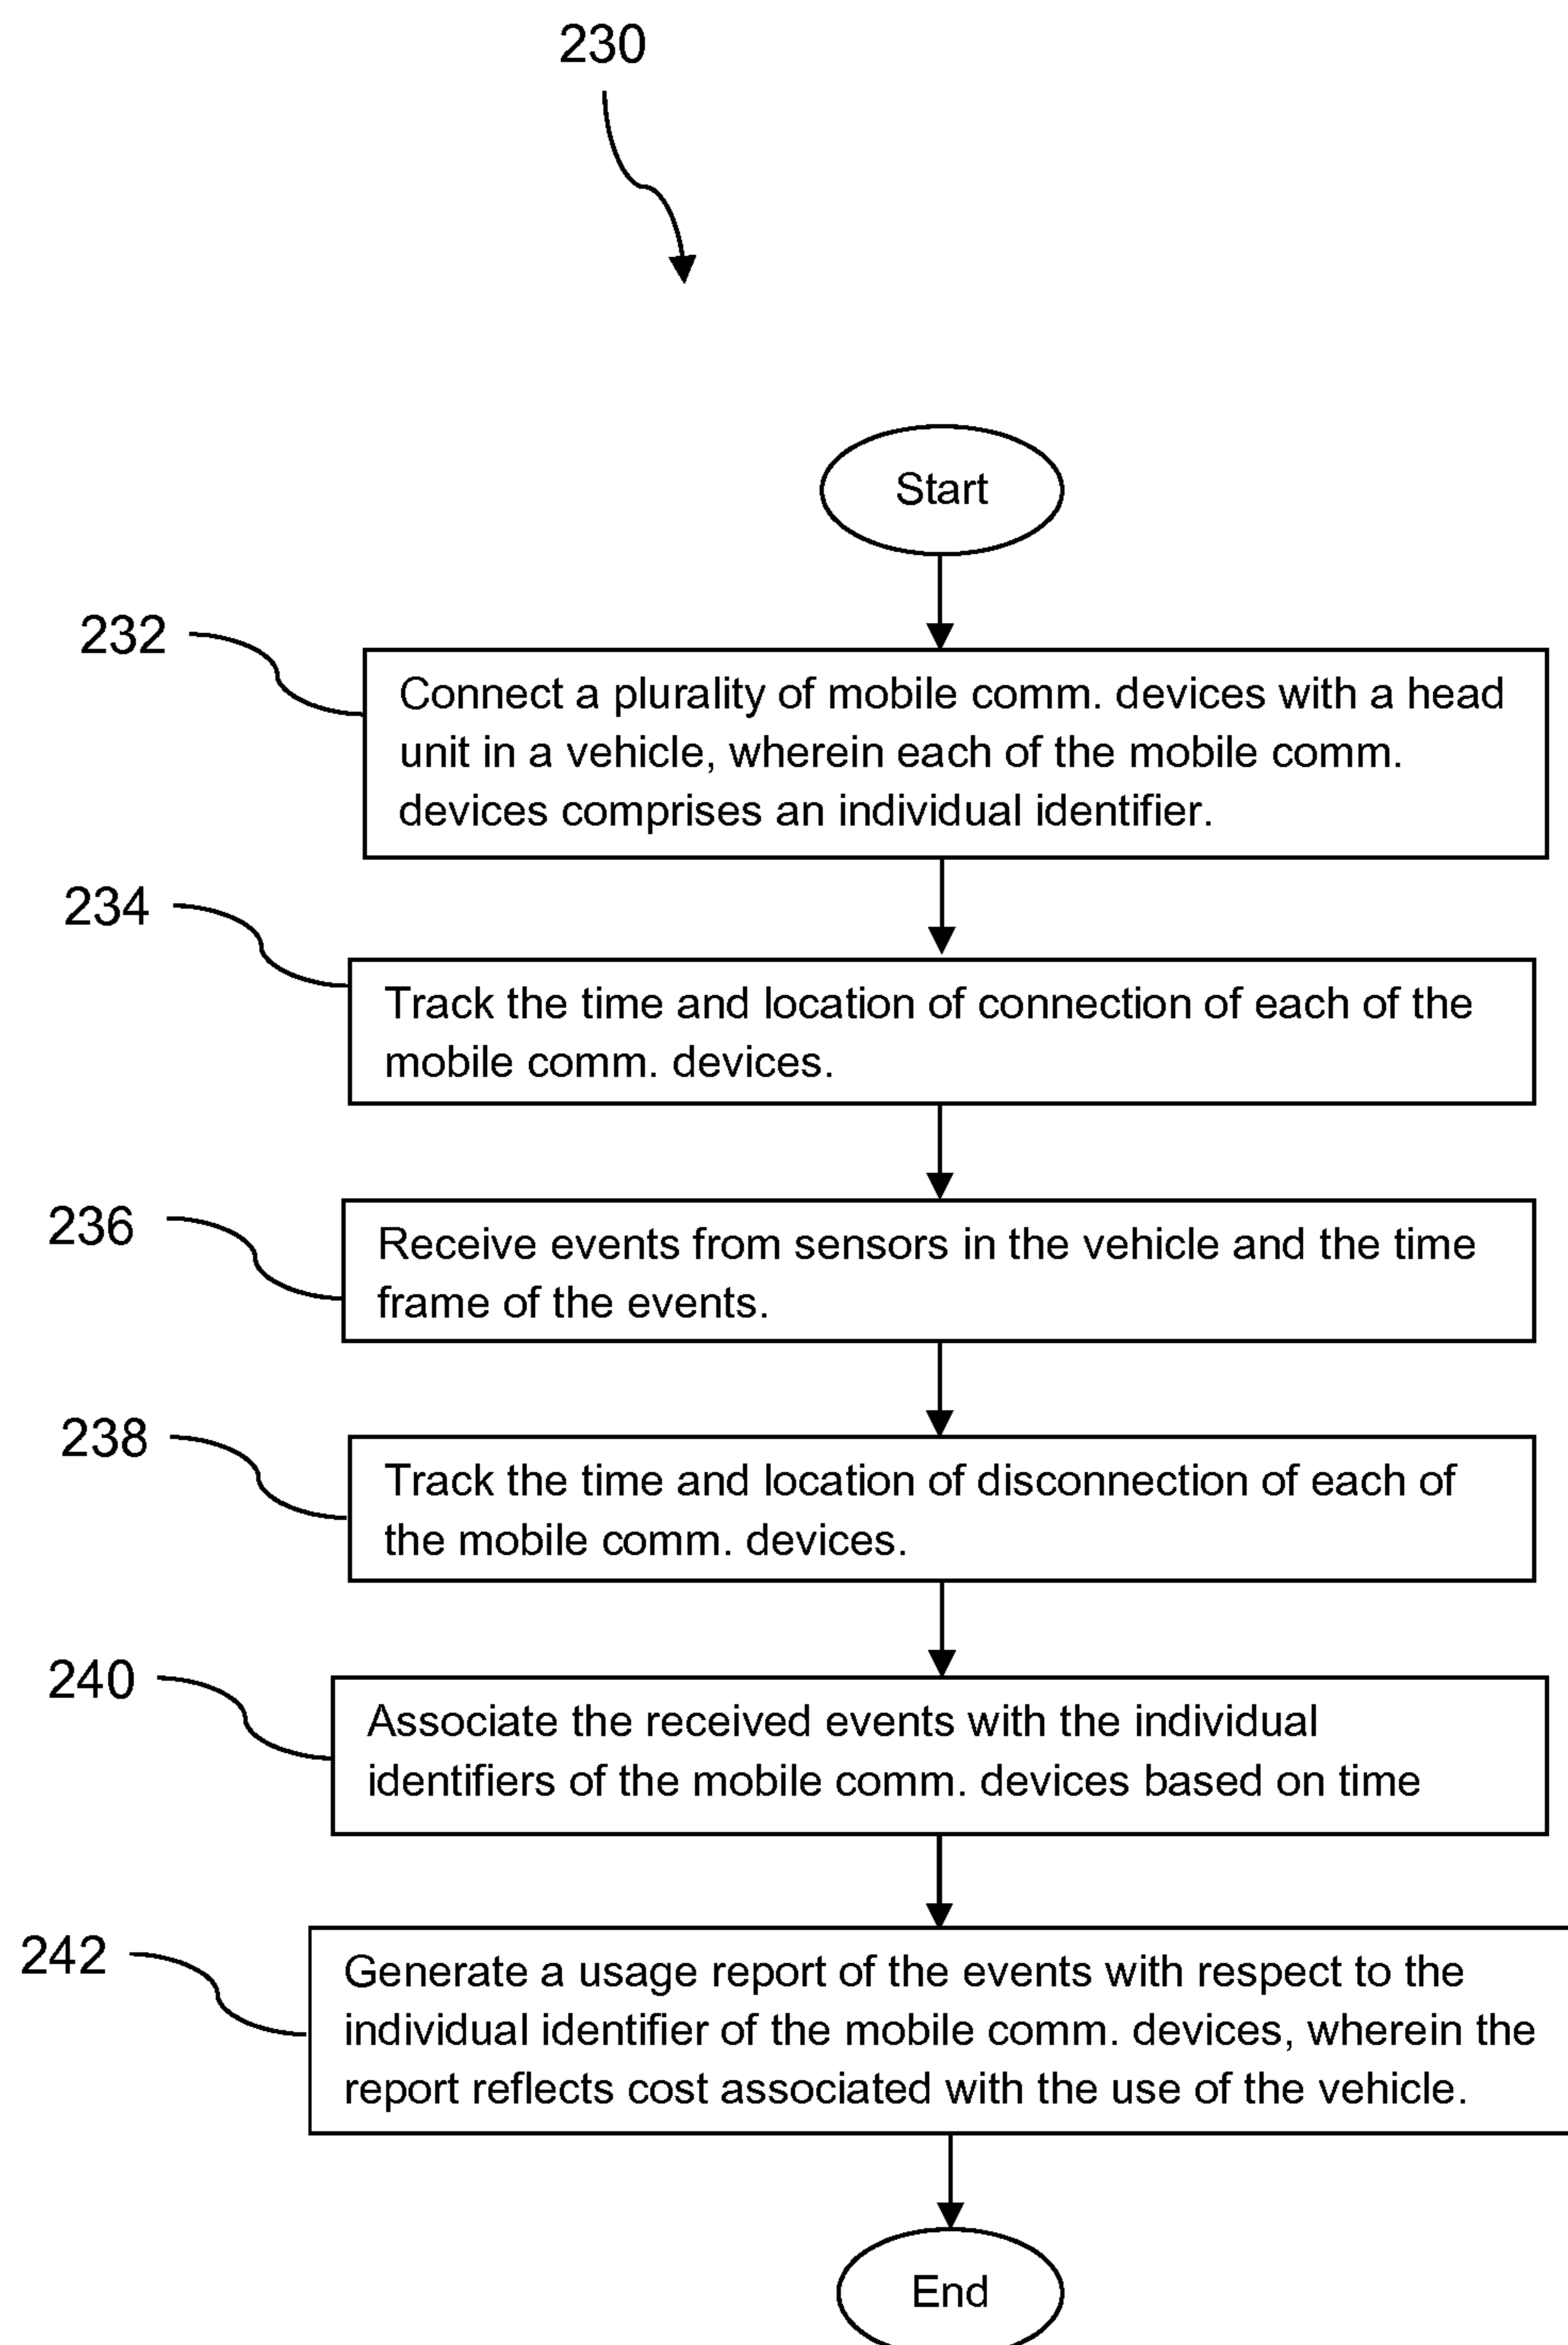 230
Start
232
Connect a plurality of mobile comm. devices with a head
unit in a vehicle, wherein each of the mobile comm.
devices comprises an individual identifier.
234
Track the time and location of connection of each of the
mobile comm. devices.
236
Receive events from sensors in the vehicle and the time
frame of the events.
238
Track the time and location of disconnection of each of
the mobile comm. devices.
240
Associate the received events with the individual
identifiers of the mobile comm. devices based on time
242
Generate a usage report of the events with respect to the
individual identifier of the mobile comm. devices, wherein the
report reflects cost associated with the use of the vehicle.
End